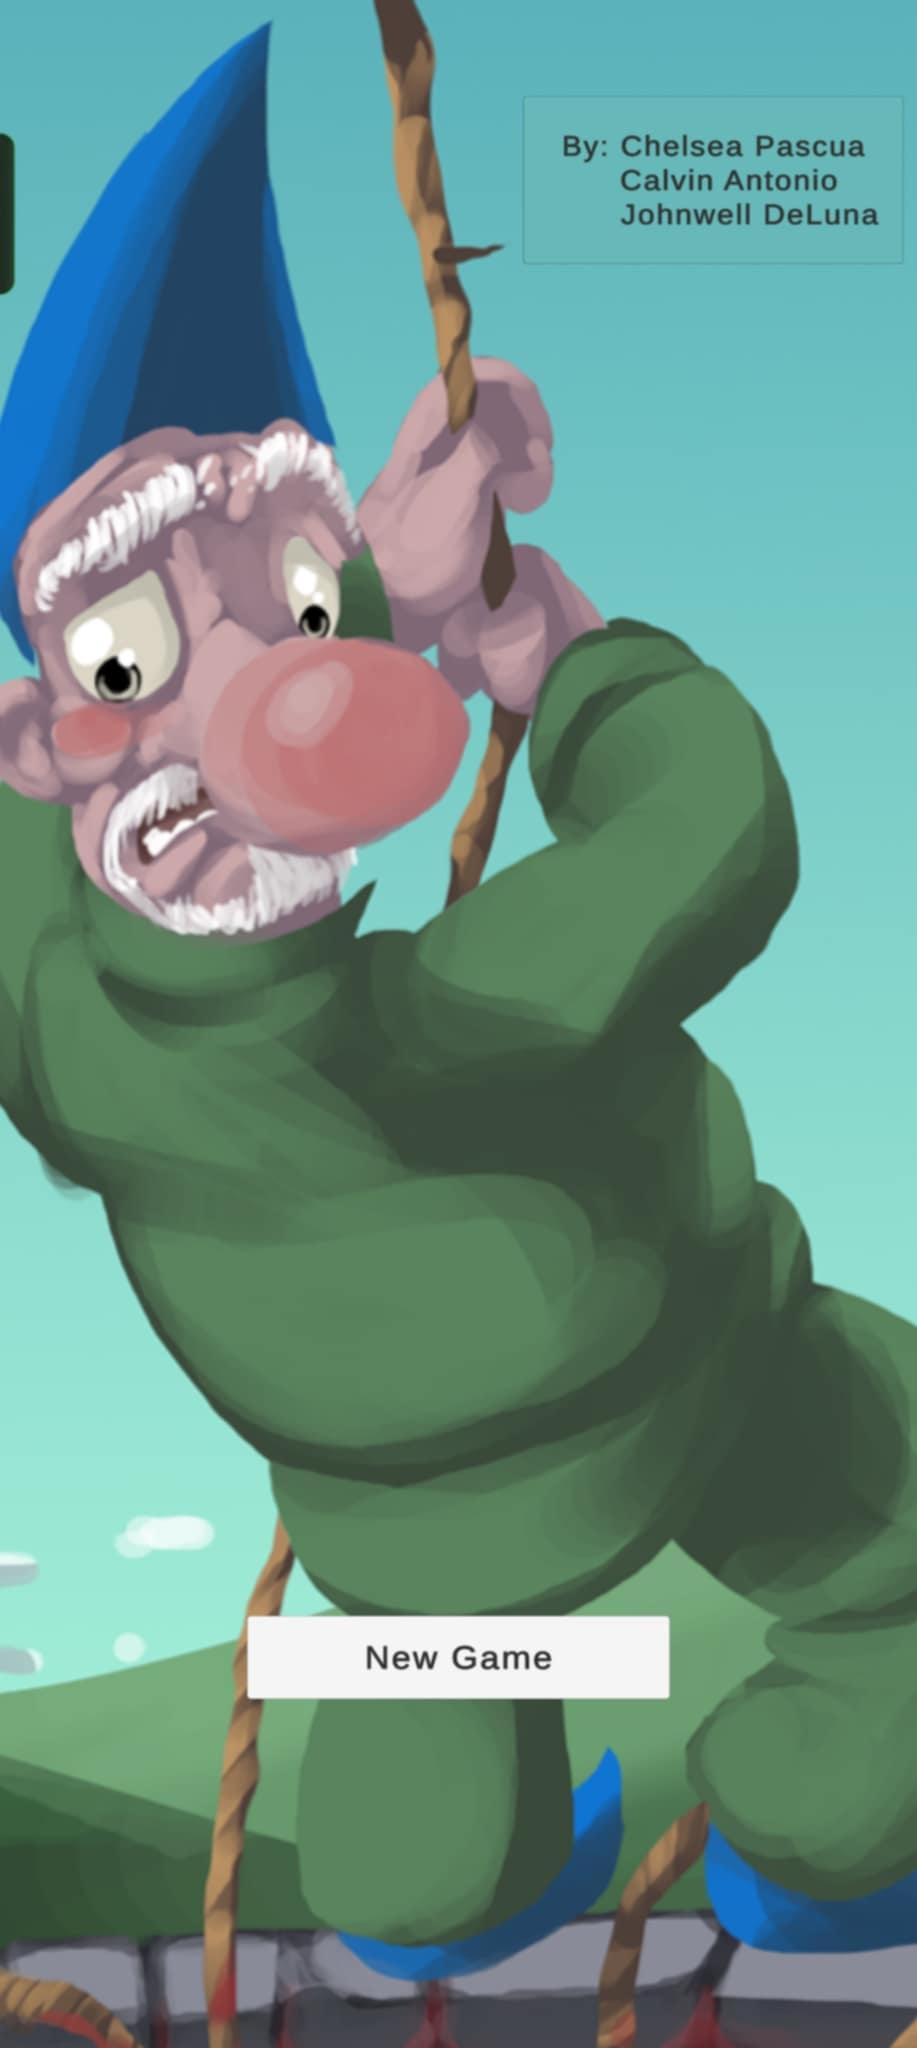 By: Chelsea Pascua
Calvin Antonio
Johnwell DeLuna
New Game